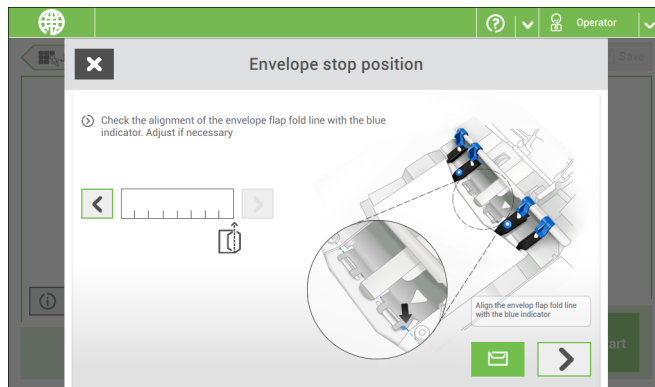 Operator
Save
Envelope stop position
Check the alignment of the envelope flap fold line with the blue
indicator. Adjust if necessary
Align the envelop flap fold line
with the blue indicator
art